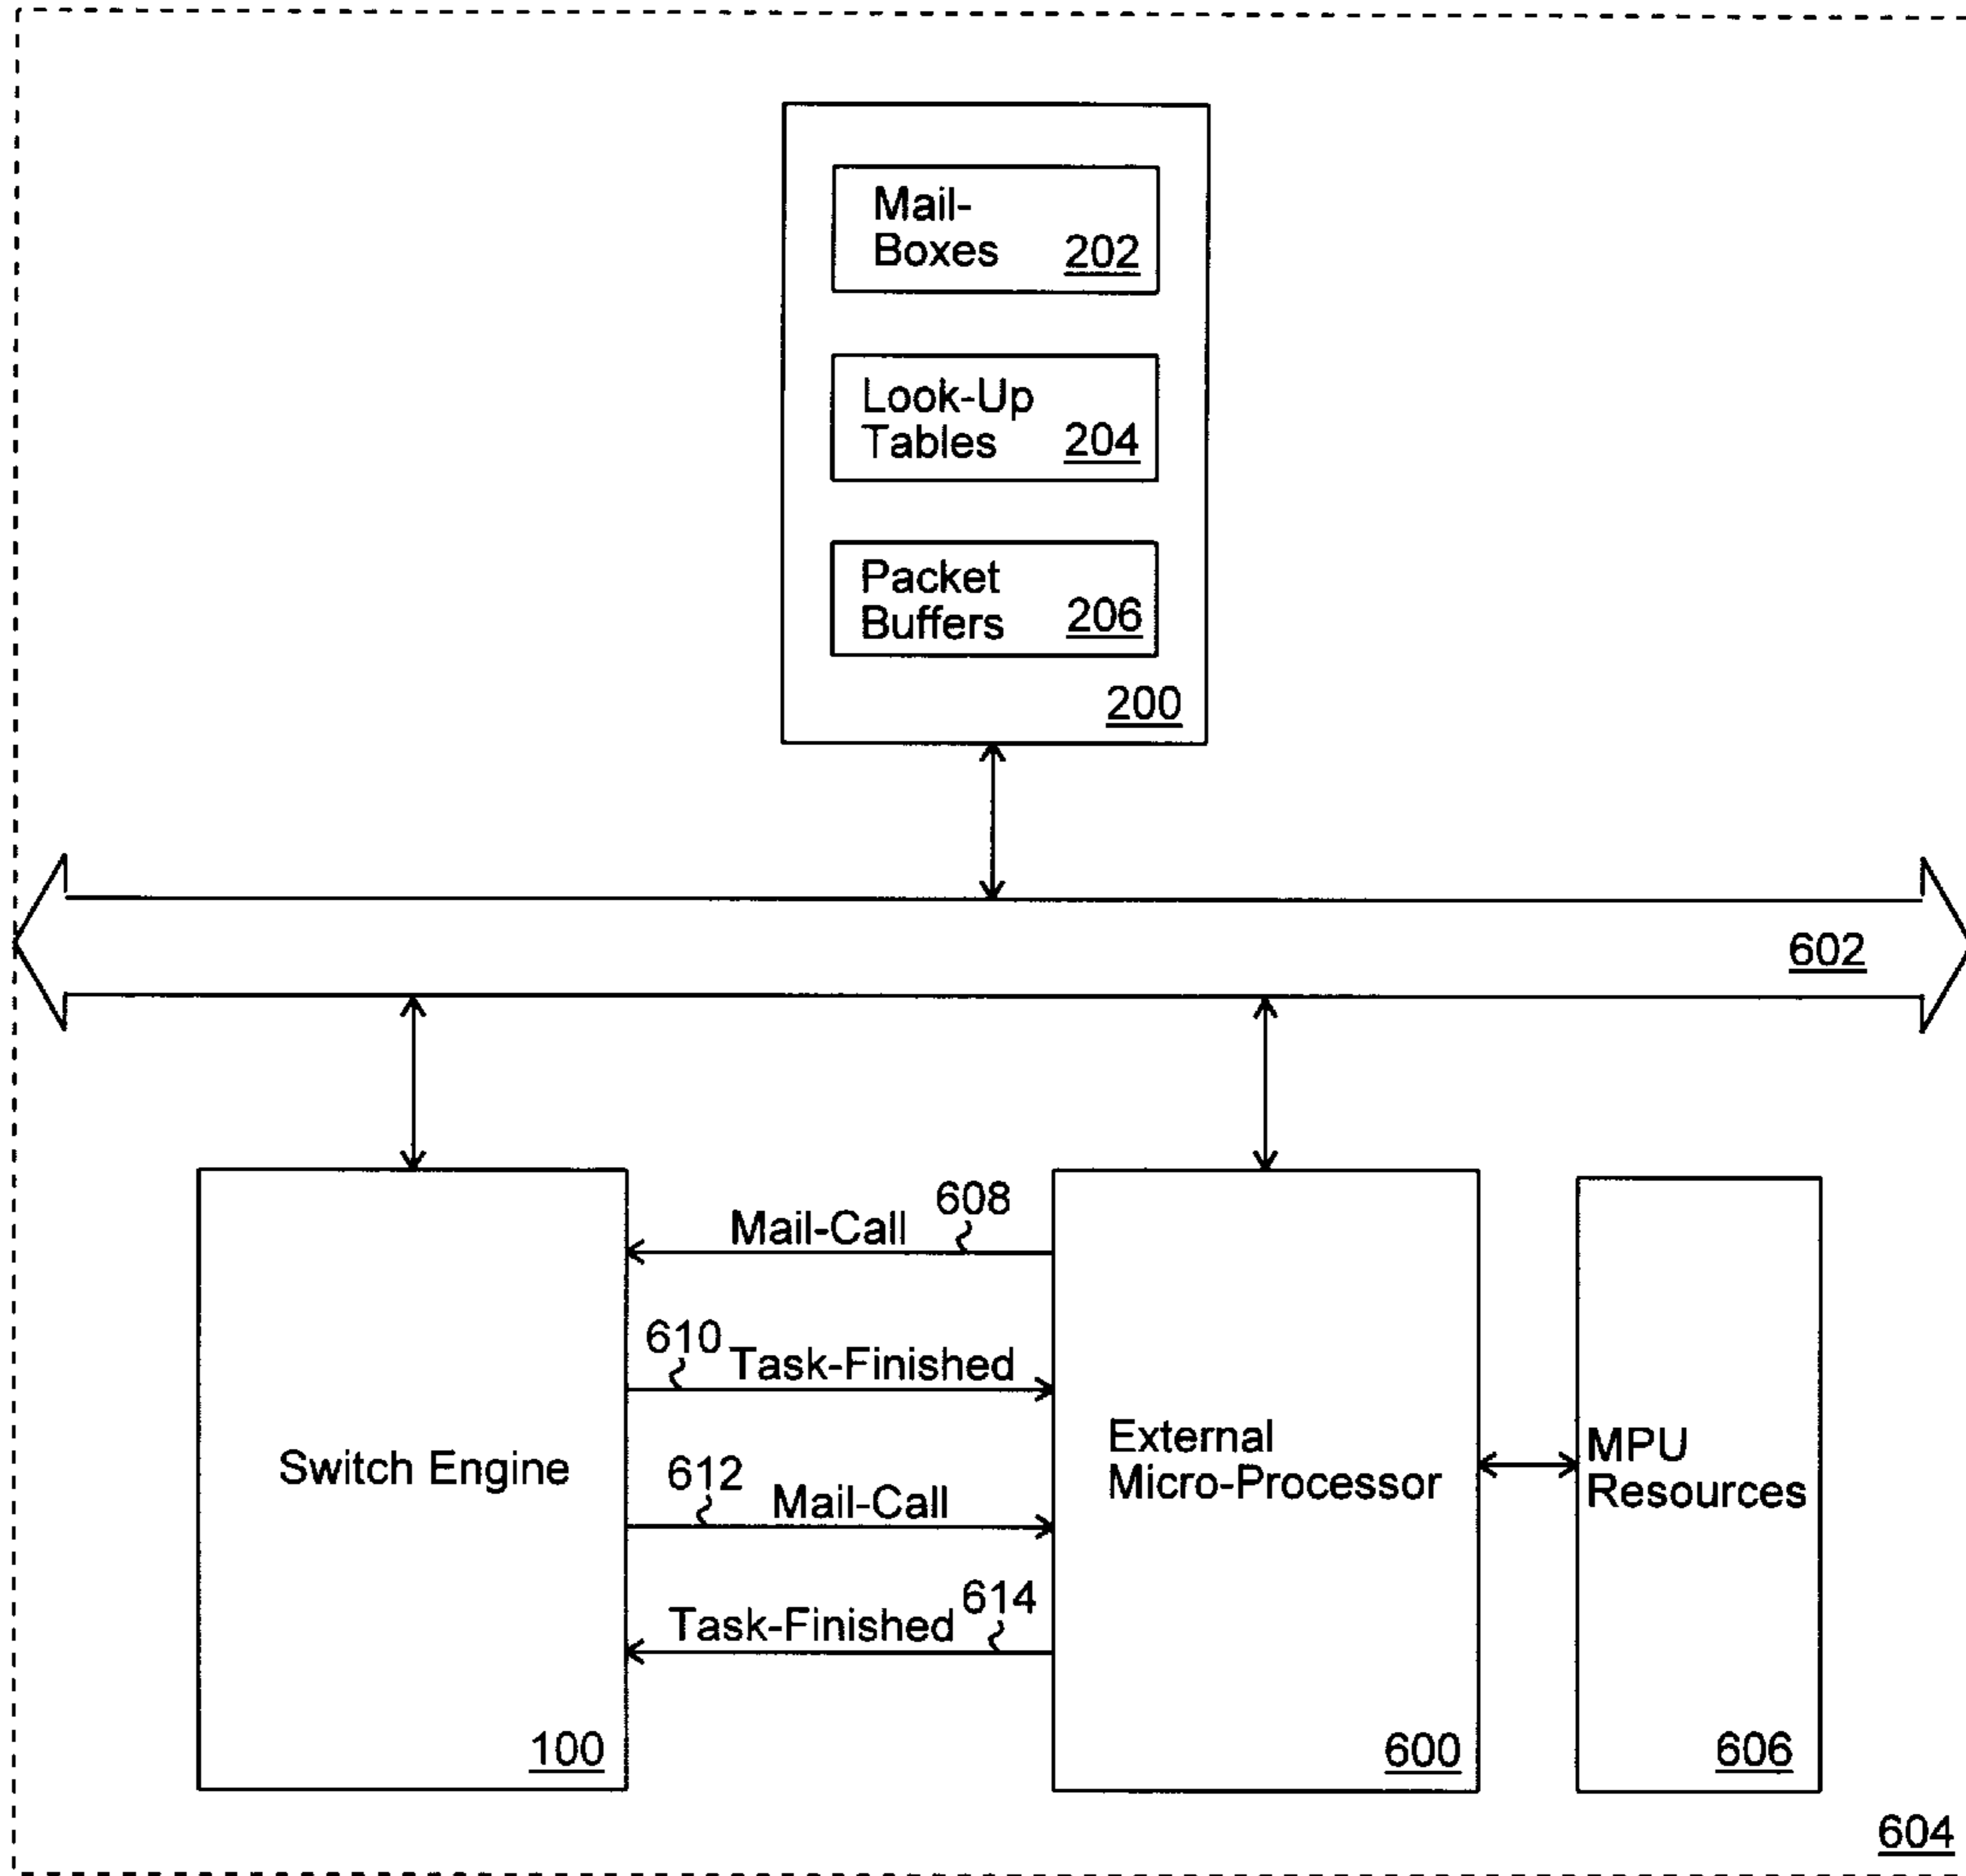 Mail-
Boxes 202
Look-Up
Tables 204
Packet
Buffers 206
200
602
608
Mail-Call
610 Task-Finished
612
Mail-Call
Task-Finished 614
Switch Engine
100
External
Micro-Processor
600
MPU
Resources
606
604